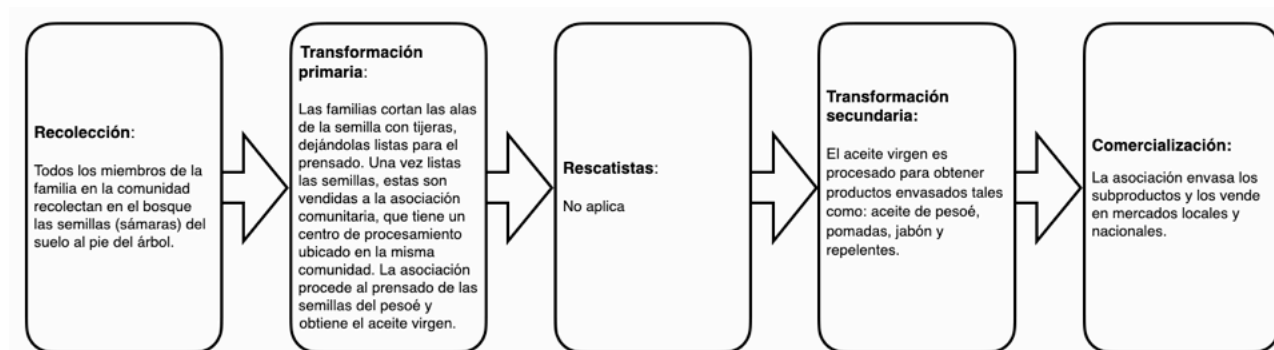 Recolección:
Todos los miembros de la
familia en la comunidad
recolectan en el bosque
las semillas (sámaras) del
suelo al pie del árbol.
Transformación
primaria:
Las familias cortan las alas
de la semilla con tijeras,
dejándolas listas para el
prensado. Una vez listas
las semillas, estas son
vendidas a la asociación
comunitaria, que tiene un
centro de procesamiento
ubicado en la misma
comunidad. La asociación
procede al prensado de las
semillas del pesoé y
obtiene el aceite virgen.
Rescatistas:
No aplica
Transformación
secundaria:
El aceite virgen es
procesado para obtener
productos envasados tales
como: aceite de pesoé,
pomadas, jabón y
repelentes.
Comercialización:
La asociación envasa los
subproductos y los vende
en mercados locales y
nacionales.